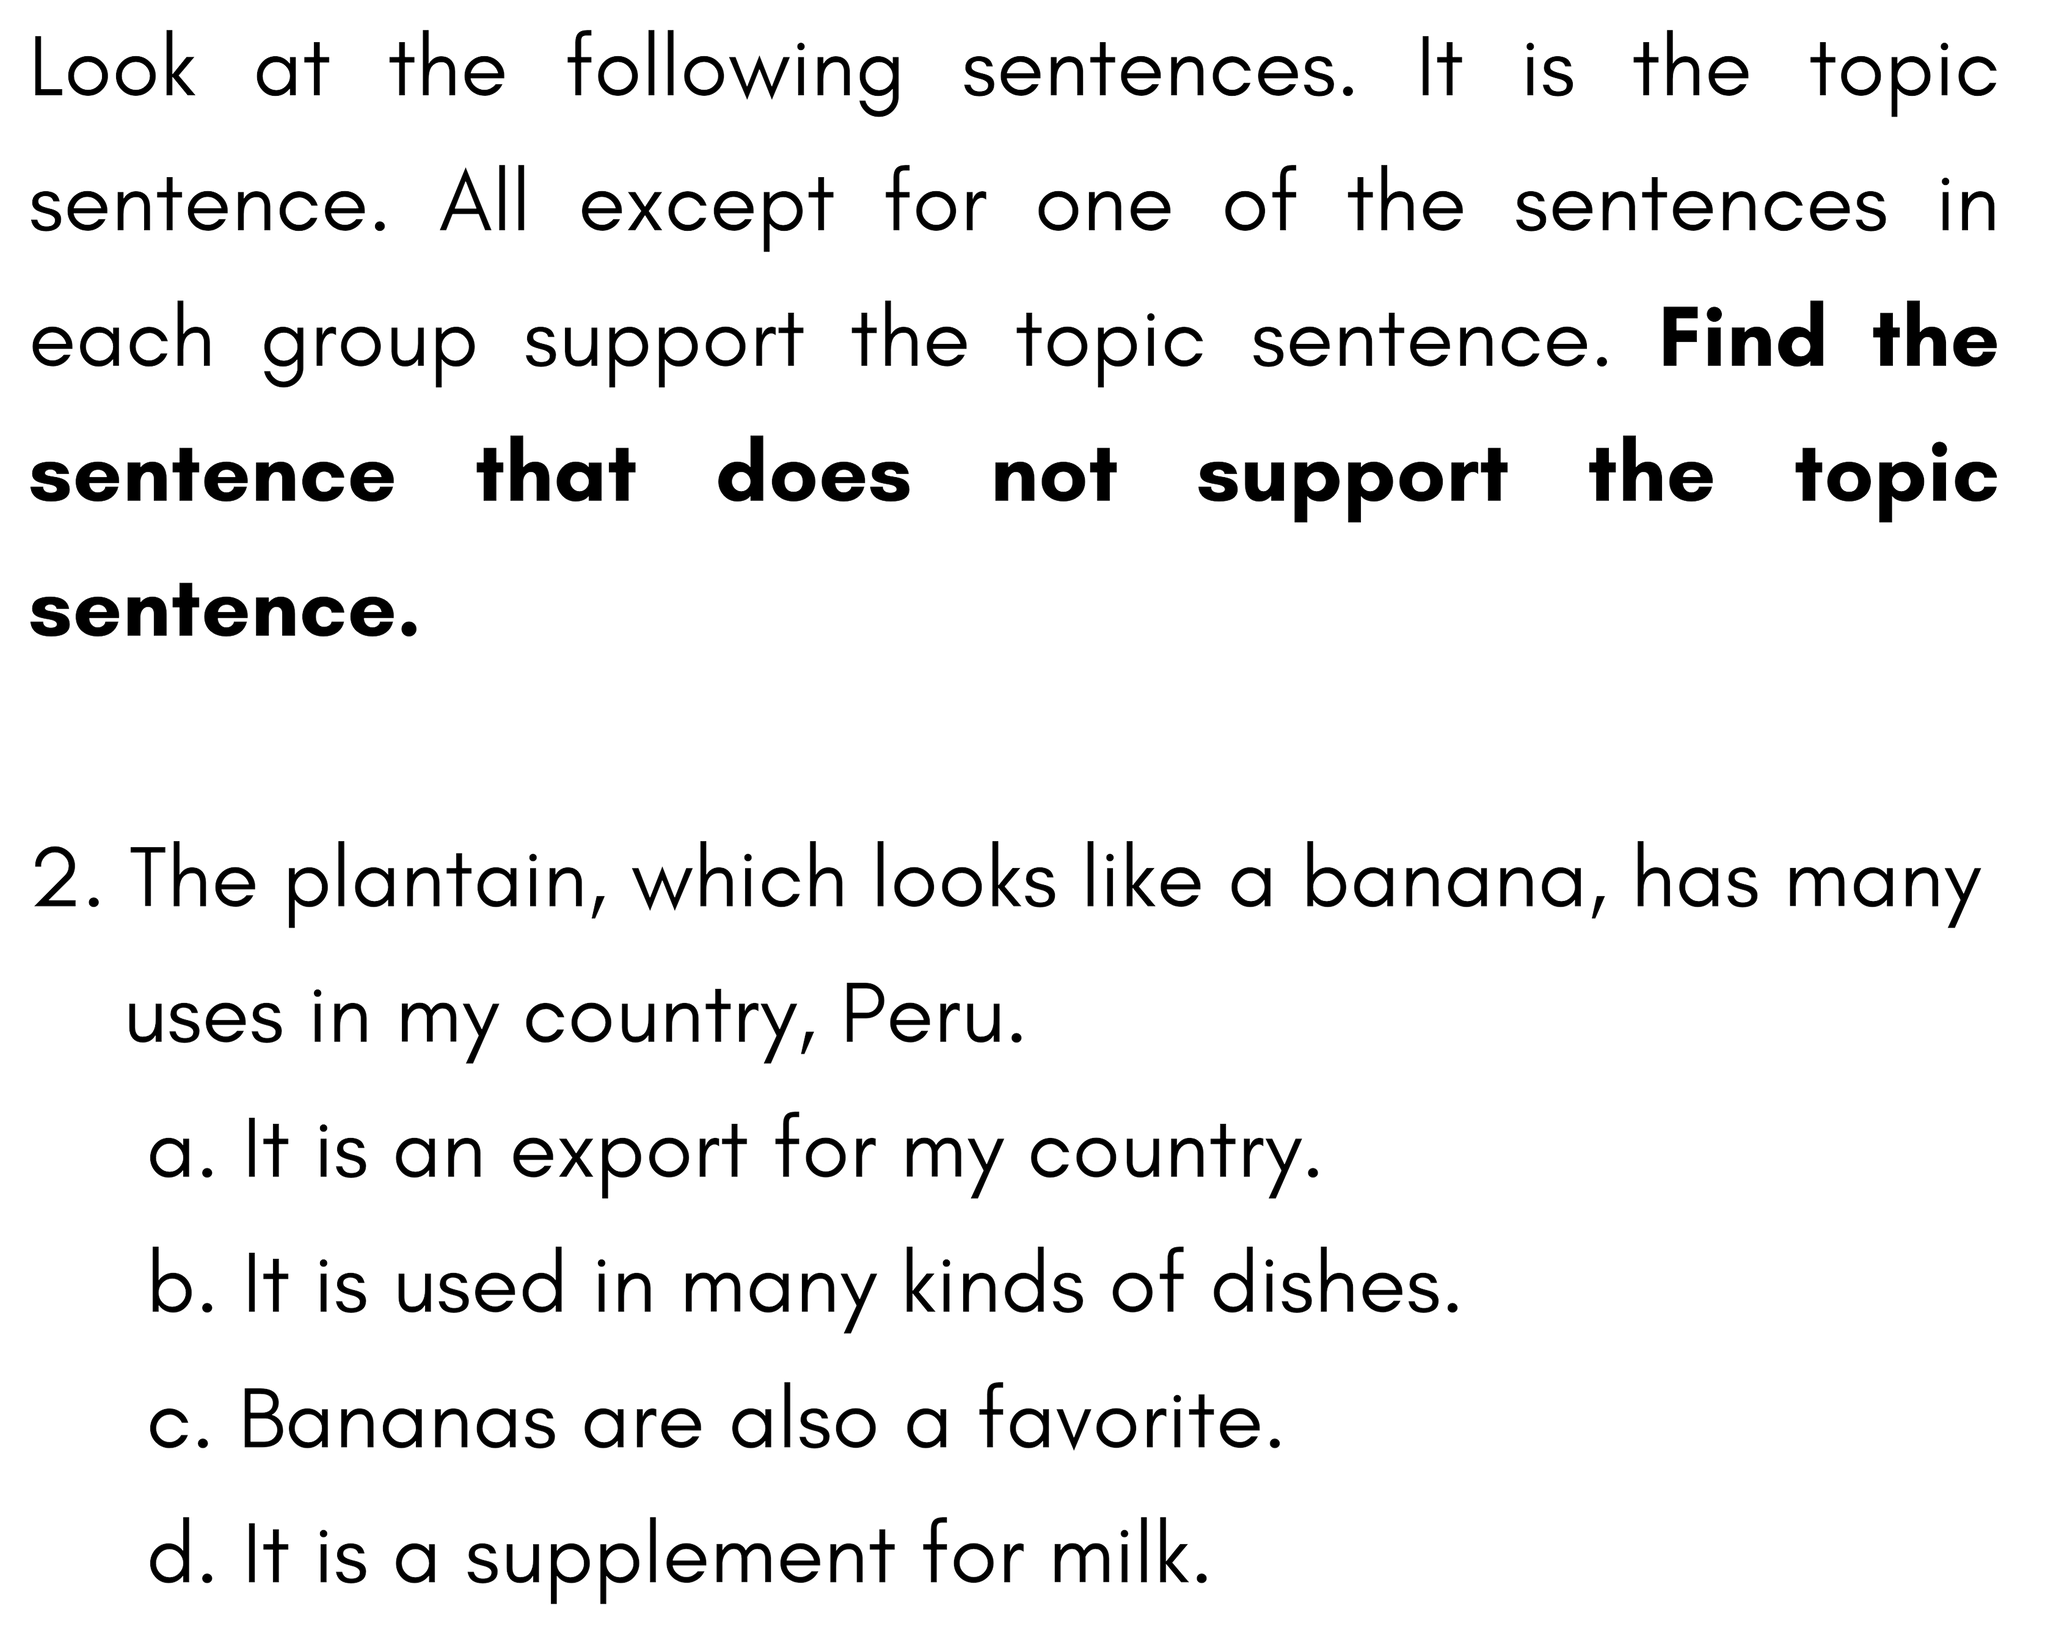 Look at the following sentences. It is the topic
sentence. All except for one of the sentences in
each group support the topic sentence. Find the
sentence that does not support the topic
sentence.
2. The plantain, which looks like a banana, has many
uses in my country, Peru.
a. It is an export for my country.
b. It is used in many kinds of dishes.
c. Bananas are also a favorite.
d. It is a supplement for milk.